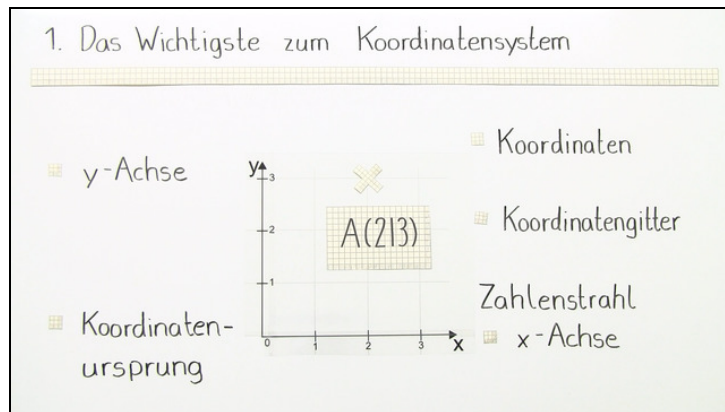 1. Das Wichtigste zum Koordinatensystem
y-Achse
Koordinaten-
ursprung
y
3
2
1
0
1
2
3
x
A(2|3)
Koordinaten
Koordinatengitter
Zahlenstrahl
x-Achse